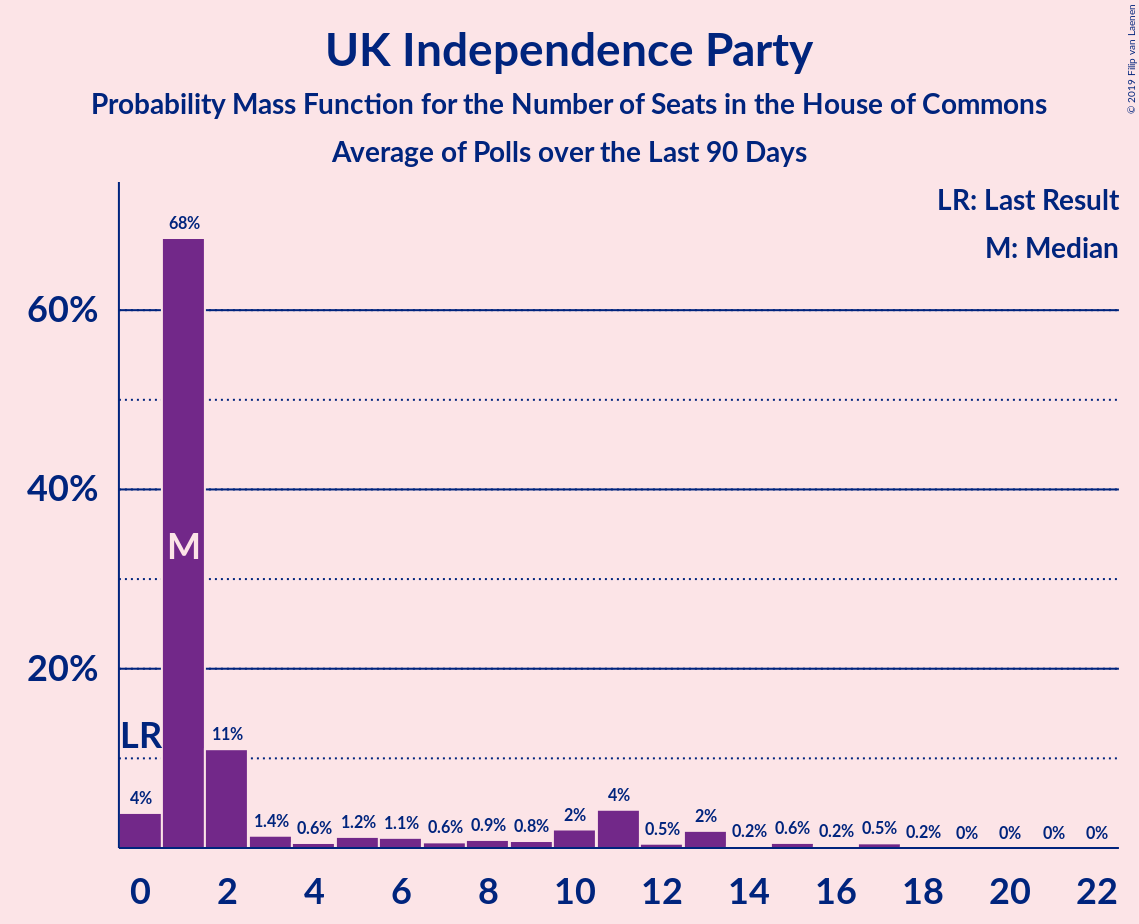 UK Independence Party
Probability Mass Function for the Number of Seats in the House of Commons
Average of Polls over the Last 90 Days
© 2019 Filip van Laenen
LR: Last Result
M: Median
60%
40%
20%
LR
M
4%
68%
11%
1.4%
0.6%
1.2%
1.1%
0.6%
0.9%
0.8%
2%
4%
0.5%
2%
0.2%
0.6%
0.2%
0.5%
0.2%
0%
0%
0%
0%
0 2 4 6 8 10 12 14 16 18 20 22